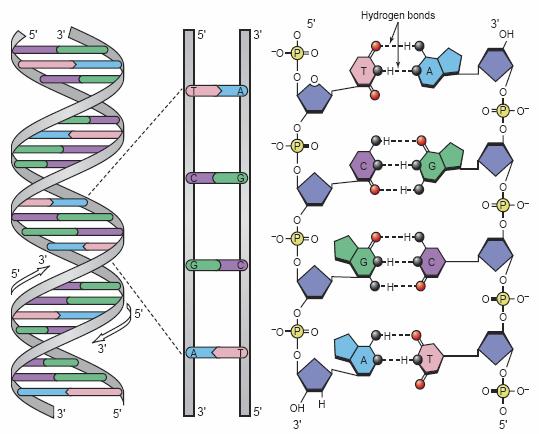 Hydrogen bonds
5' 3'
5' 3'
5' 3'
OH
⁻O P O
H
T H A
O
O
O P O⁻
O
⁻O P O
O
H
C H G
H
O
O P O⁻
O
⁻O P O
O
H
G H C
H
O
O P O⁻
O
⁻O P O
O
H
A H T
O
O P O⁻
O
OH H
3' 5'
T A
C G
G C
A T
3' 5'
3'
5'
5'
3'
3' 5'